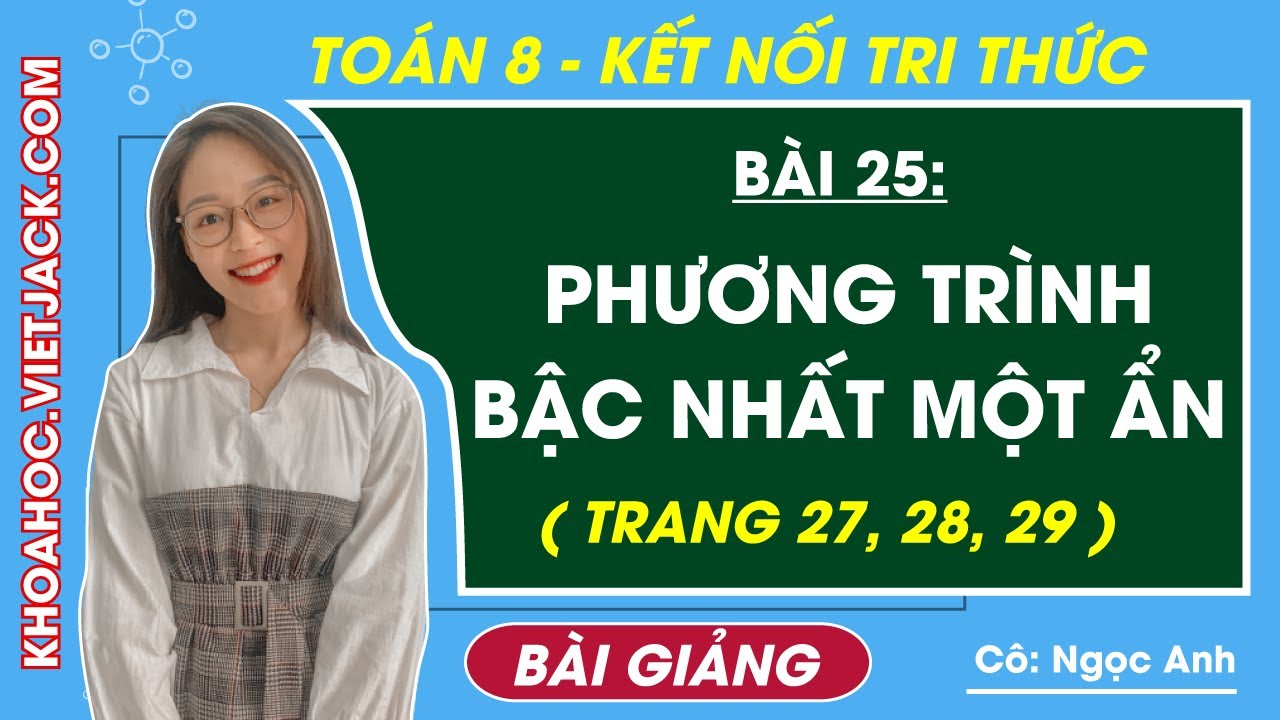 TOÁN 8 - KẾT NỐI TRI THỨC
KHOAHOC.VIETJACK.COM
BÀI 25:
PHƯƠNG TRÌNH
BẬC NHẤT MỘT ẨN
( TRANG 27, 28, 29 )
BÀI GIẢNG
Cô: Ngọc Anh